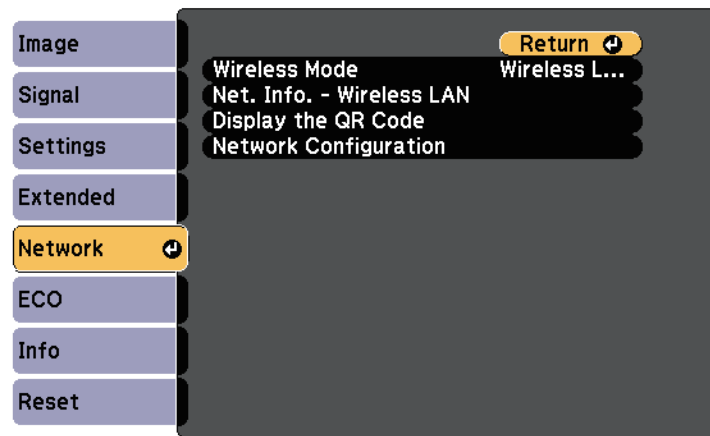 Image
Signal
Settings
Extended
Network
ECO
Info
Reset
Return
Wireless Mode Wireless L...
Net. Info. - Wireless LAN
Display the QR Code
Network Configuration